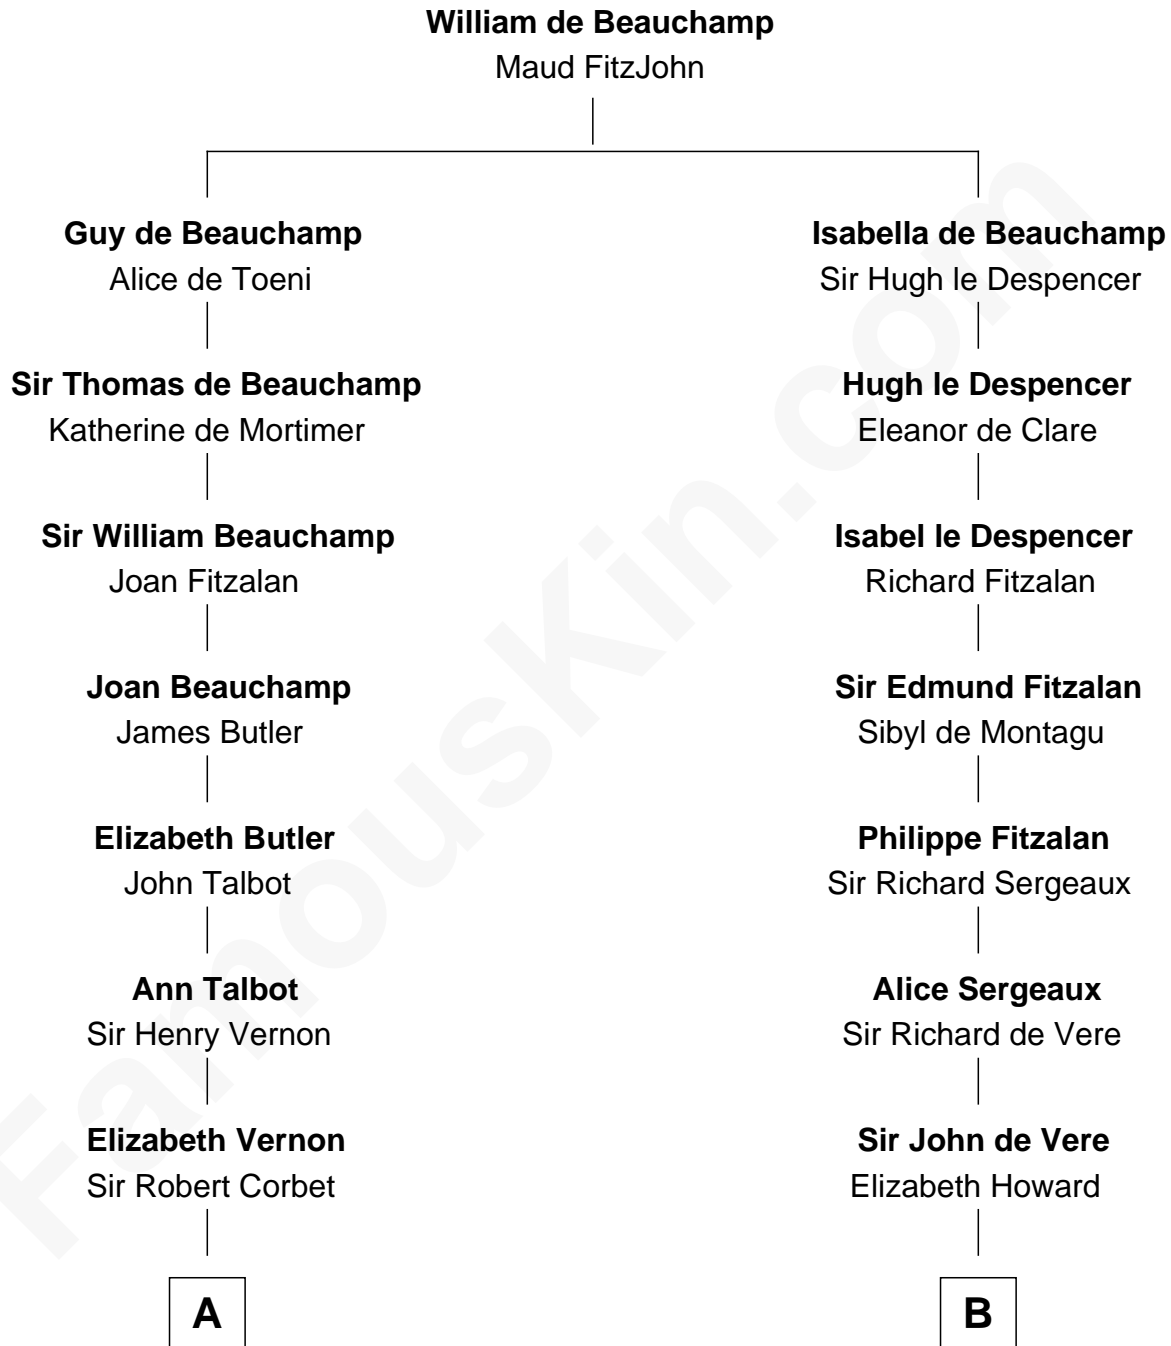 William de Beauchamp
Maud FitzJohn
Guy de Beauchamp
Alice de Toeni
Isabella de Beauchamp
Sir Hugh le Despencer
Sir Thomas de Beauchamp
Katherine de Mortimer
Hugh le Despencer
Eleanor de Clare
Sir William Beauchamp
Joan Fitzalan
Isabel le Despencer
Richard Fitzalan
Joan Beauchamp
James Butler
Sir Edmund Fitzalan
Sibyl de Montagu
Elizabeth Butler
John Talbot
Philippe Fitzalan
Sir Richard Sergeaux
Ann Talbot
Sir Henry Vernon
Alice Sergeaux
Sir Richard de Vere
Elizabeth Vernon
Sir Robert Corbet
Sir John de Vere
Elizabeth Howard
A
B
FamousKin.com